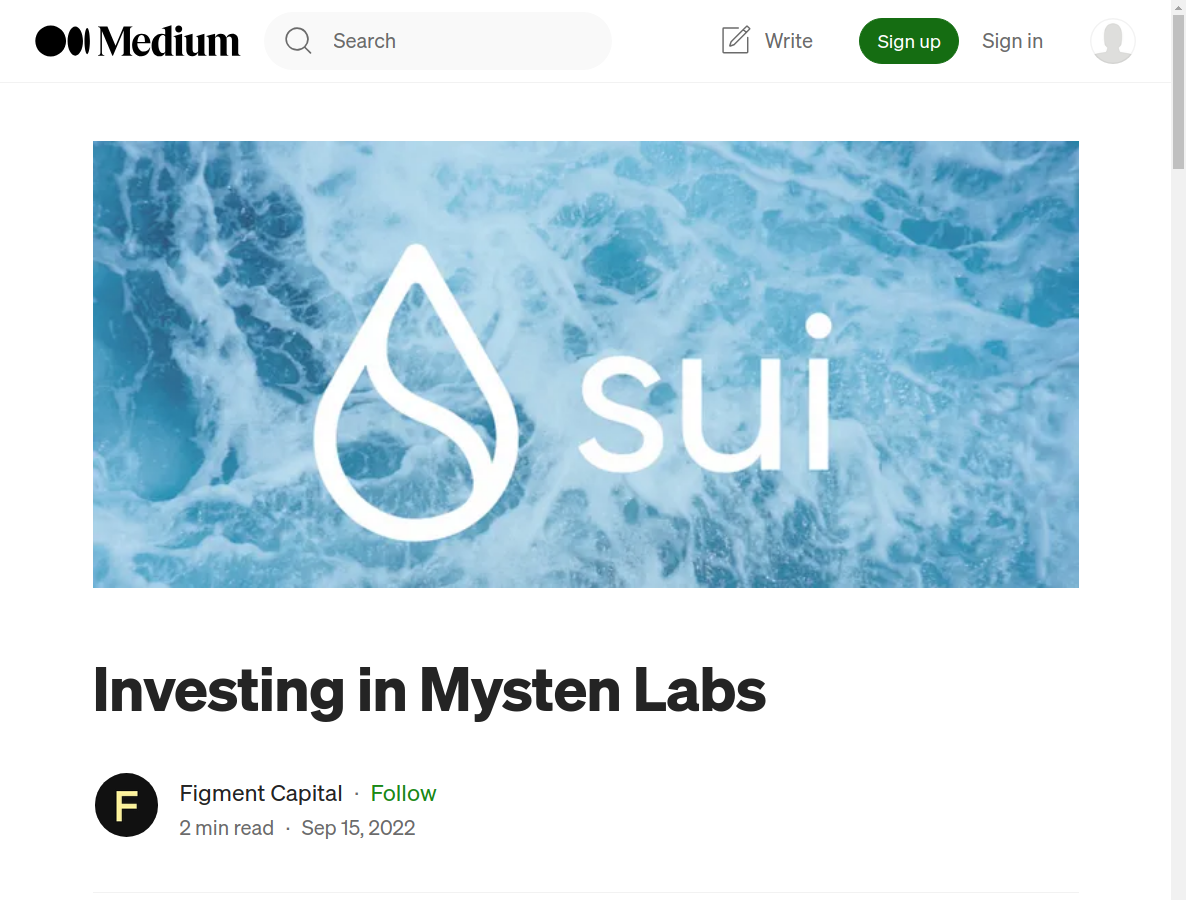 Medium
Search
Write
Sign up
Sign in
sui
Investing in Mysten Labs
F
Figment Capital · Follow
2 min read · Sep 15, 2022